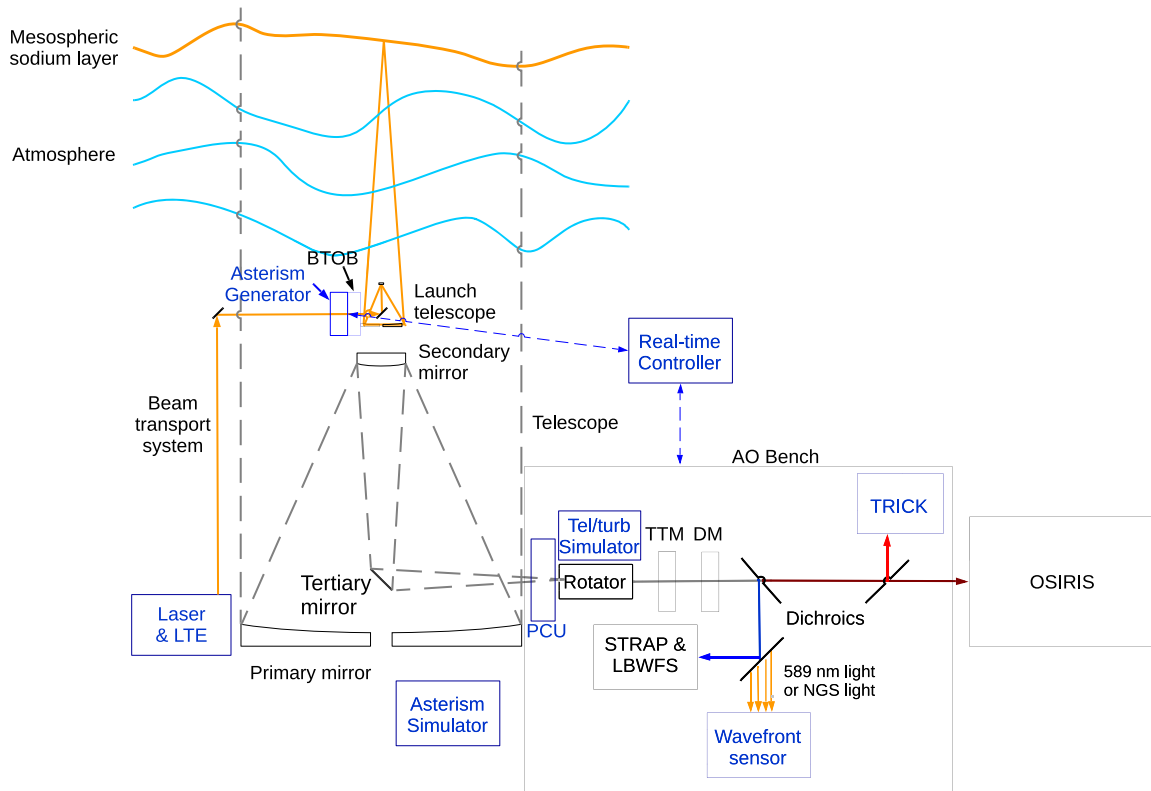 Mesospheric
sodium layer
Atmosphere
BTOB
Asterism
Generator
Launch
telescope
Real-time
Controller
Secondary
mirror
Beam
transport
system
Telescope
AO Bench
TRICK
Tel/turb
Simulator
TTM
DM
Rotator
OSIRIS
Tertiary
mirror
Laser
& LTE
PCU
Dichroics
STRAP &
LBWFS
Primary mirror
589 nm light
or NGS light
Asterism
Simulator
Wavefront
sensor